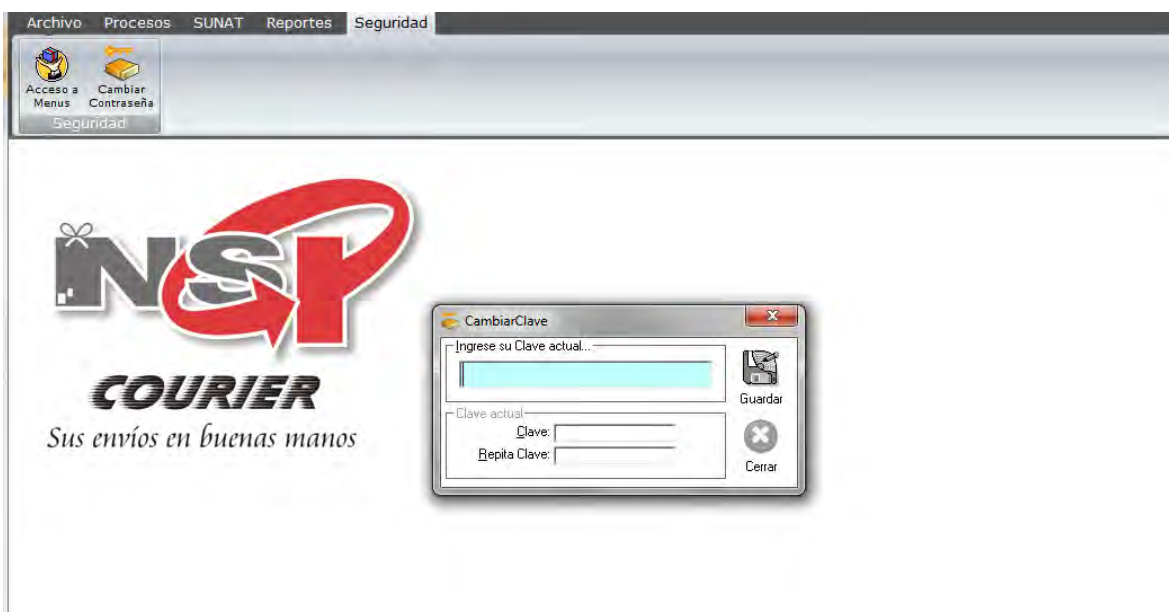 Archivo Procesos SUNAT Reportes Seguridad
Acceso a Menus
Cambiar Contraseña
Seguridad
NSI
COURIER
Sus envíos en buenas manos
CambiarClave
Ingrese su Clave actual...
Guardar
Clave actual
Clave:
Repita Clave:
Cerrar